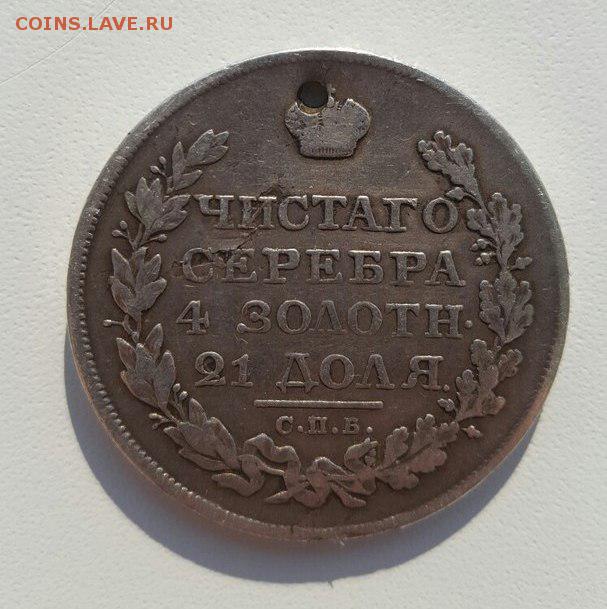 COINS.LAVE.RU
ЧИСТАГО
СЕРЕБРА
4 ЗОЛОТН.
21 ДОЛЯ.
С.П.Б.